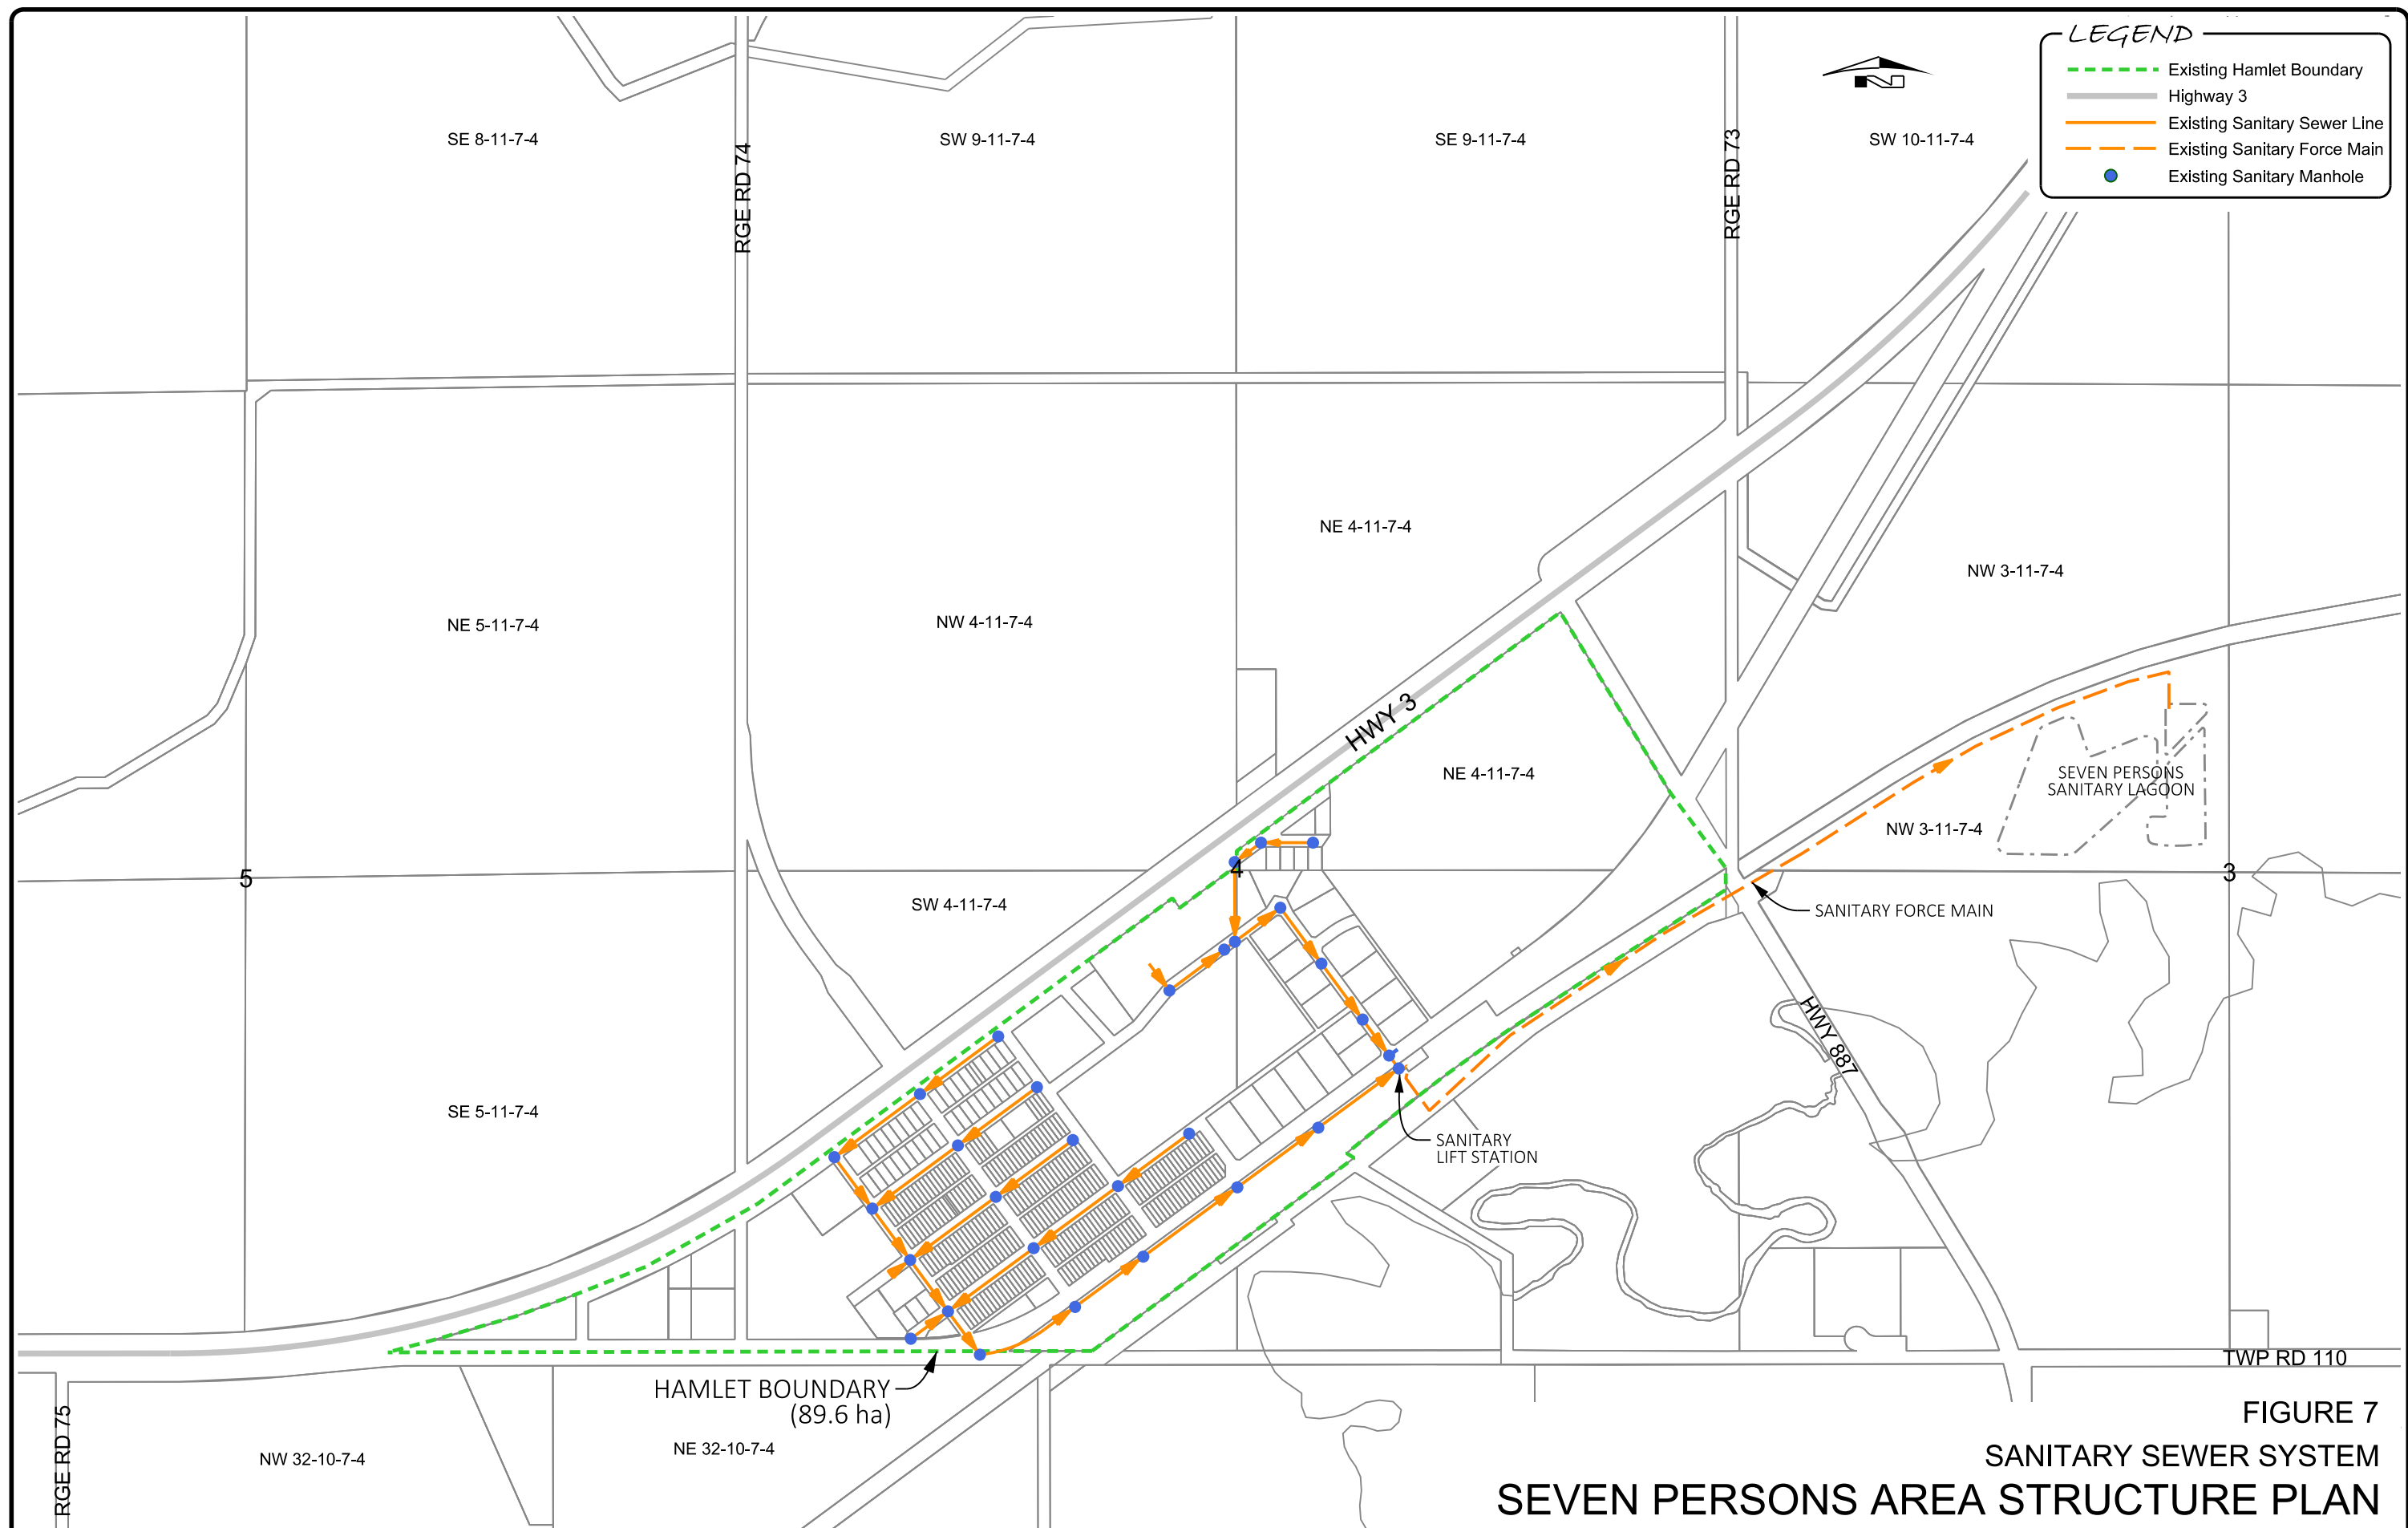 LEGEND
Existing Hamlet Boundary
Highway 3
Existing Sanitary Sewer Line
Existing Sanitary Force Main
Existing Sanitary Manhole
N
SE 8-11-7-4
SW 9-11-7-4
SE 9-11-7-4
SW 10-11-7-4
RGE RD 74
RGE RD 73
NE 4-11-7-4
NW 3-11-7-4
NE 5-11-7-4
NW 4-11-7-4
HWY 3
NE 4-11-7-4
SEVEN PERSONS
SANITARY LAGOON
NW 3-11-7-4
5
4
3
SW 4-11-7-4
SANITARY FORCE MAIN
HWY 887
SE 5-11-7-4
SANITARY
LIFT STATION
TWP RD 110
HAMLET BOUNDARY
(89.6 ha)
RGE RD 75
NW 32-10-7-4
NE 32-10-7-4
FIGURE 7
SANITARY SEWER SYSTEM
SEVEN PERSONS AREA STRUCTURE PLAN